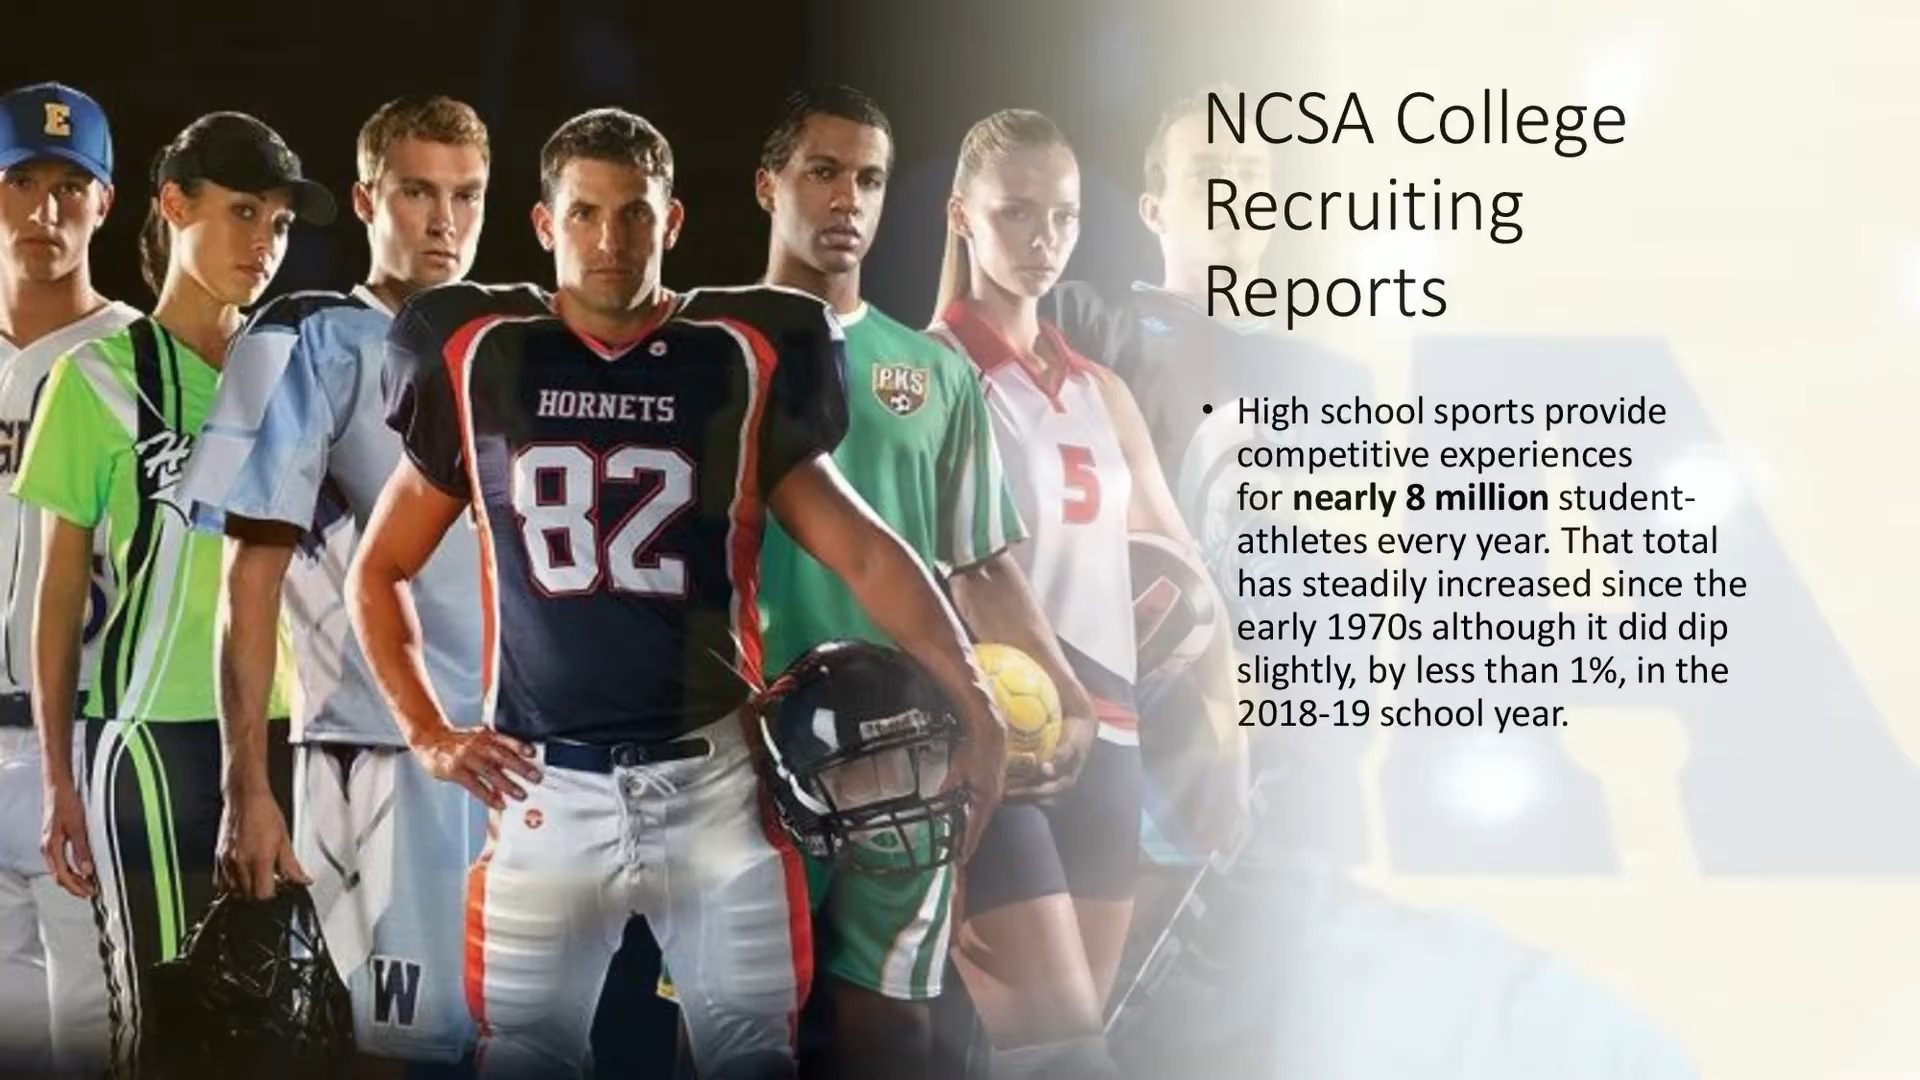 NCSA College
Recruiting
Reports
• High school sports provide
competitive experiences
for nearly 8 million student-
athletes every year. That total
has steadily increased since the
early 1970s although it did dip
slightly, by less than 1%, in the
2018-19 school year.
E
HORNETS
82
PKS
5
W